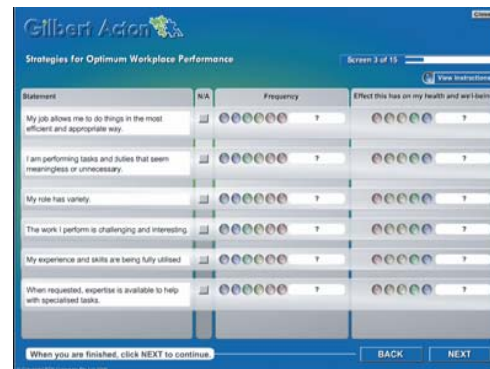 Close
Gilbert Acton
Strategies for Optimum Workplace Performance
Screen 3 of 15
View Instructions
Statement N/A Frequency Effect this has on my health and well-being
My job allows me to do things in the most
efficient and appropriate way.
? ?
I am performing tasks and duties that seem
meaningless or unnecessary.
? ?
My role has variety.
? ?
The work I perform is challenging and interesting.
? ?
My experience and skills are being fully utilised
? ?
When requested, expertise is available to help
with specialised tasks.
? ?
When you are finished, click NEXT to continue.
BACK NEXT